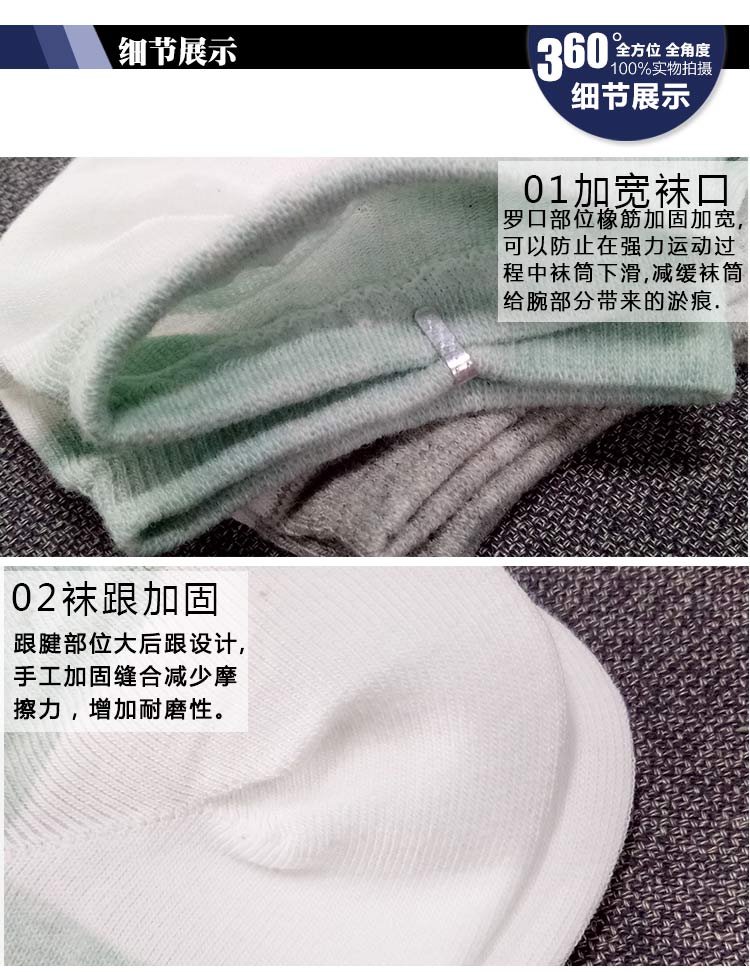 细节展示
360°全方位 全角度
100%实物拍摄
细节展示
01加宽袜口
罗口部位橡筋加固加宽,
可以防止在强力运动过
程中袜筒下滑,减缓袜筒
给腕部分带来的淤痕.
02袜跟加固
跟腱部位大后跟设计,
手工加固缝合减少摩
擦力，增加耐磨性。